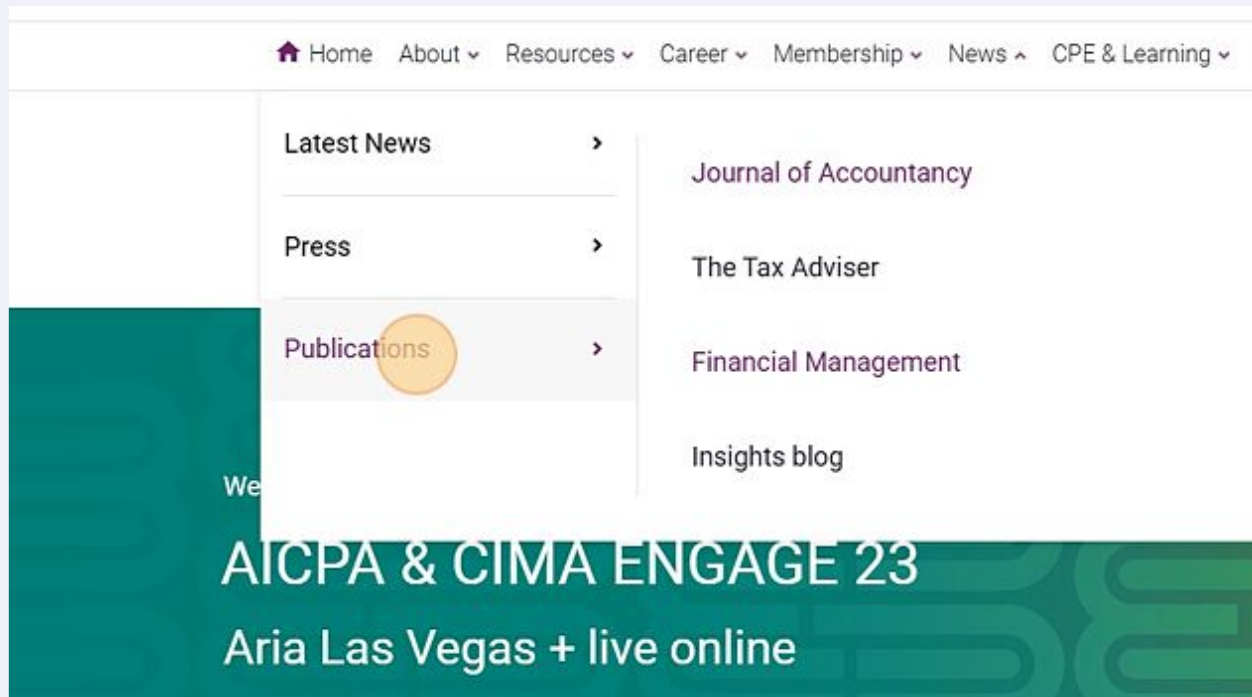 Home About Resources Career Membership News CPE & Learning
Latest News
Press
Publications
Journal of Accountancy
The Tax Adviser
Financial Management
Insights blog
We
AICPA & CIMA ENGAGE 23
Aria Las Vegas + live online